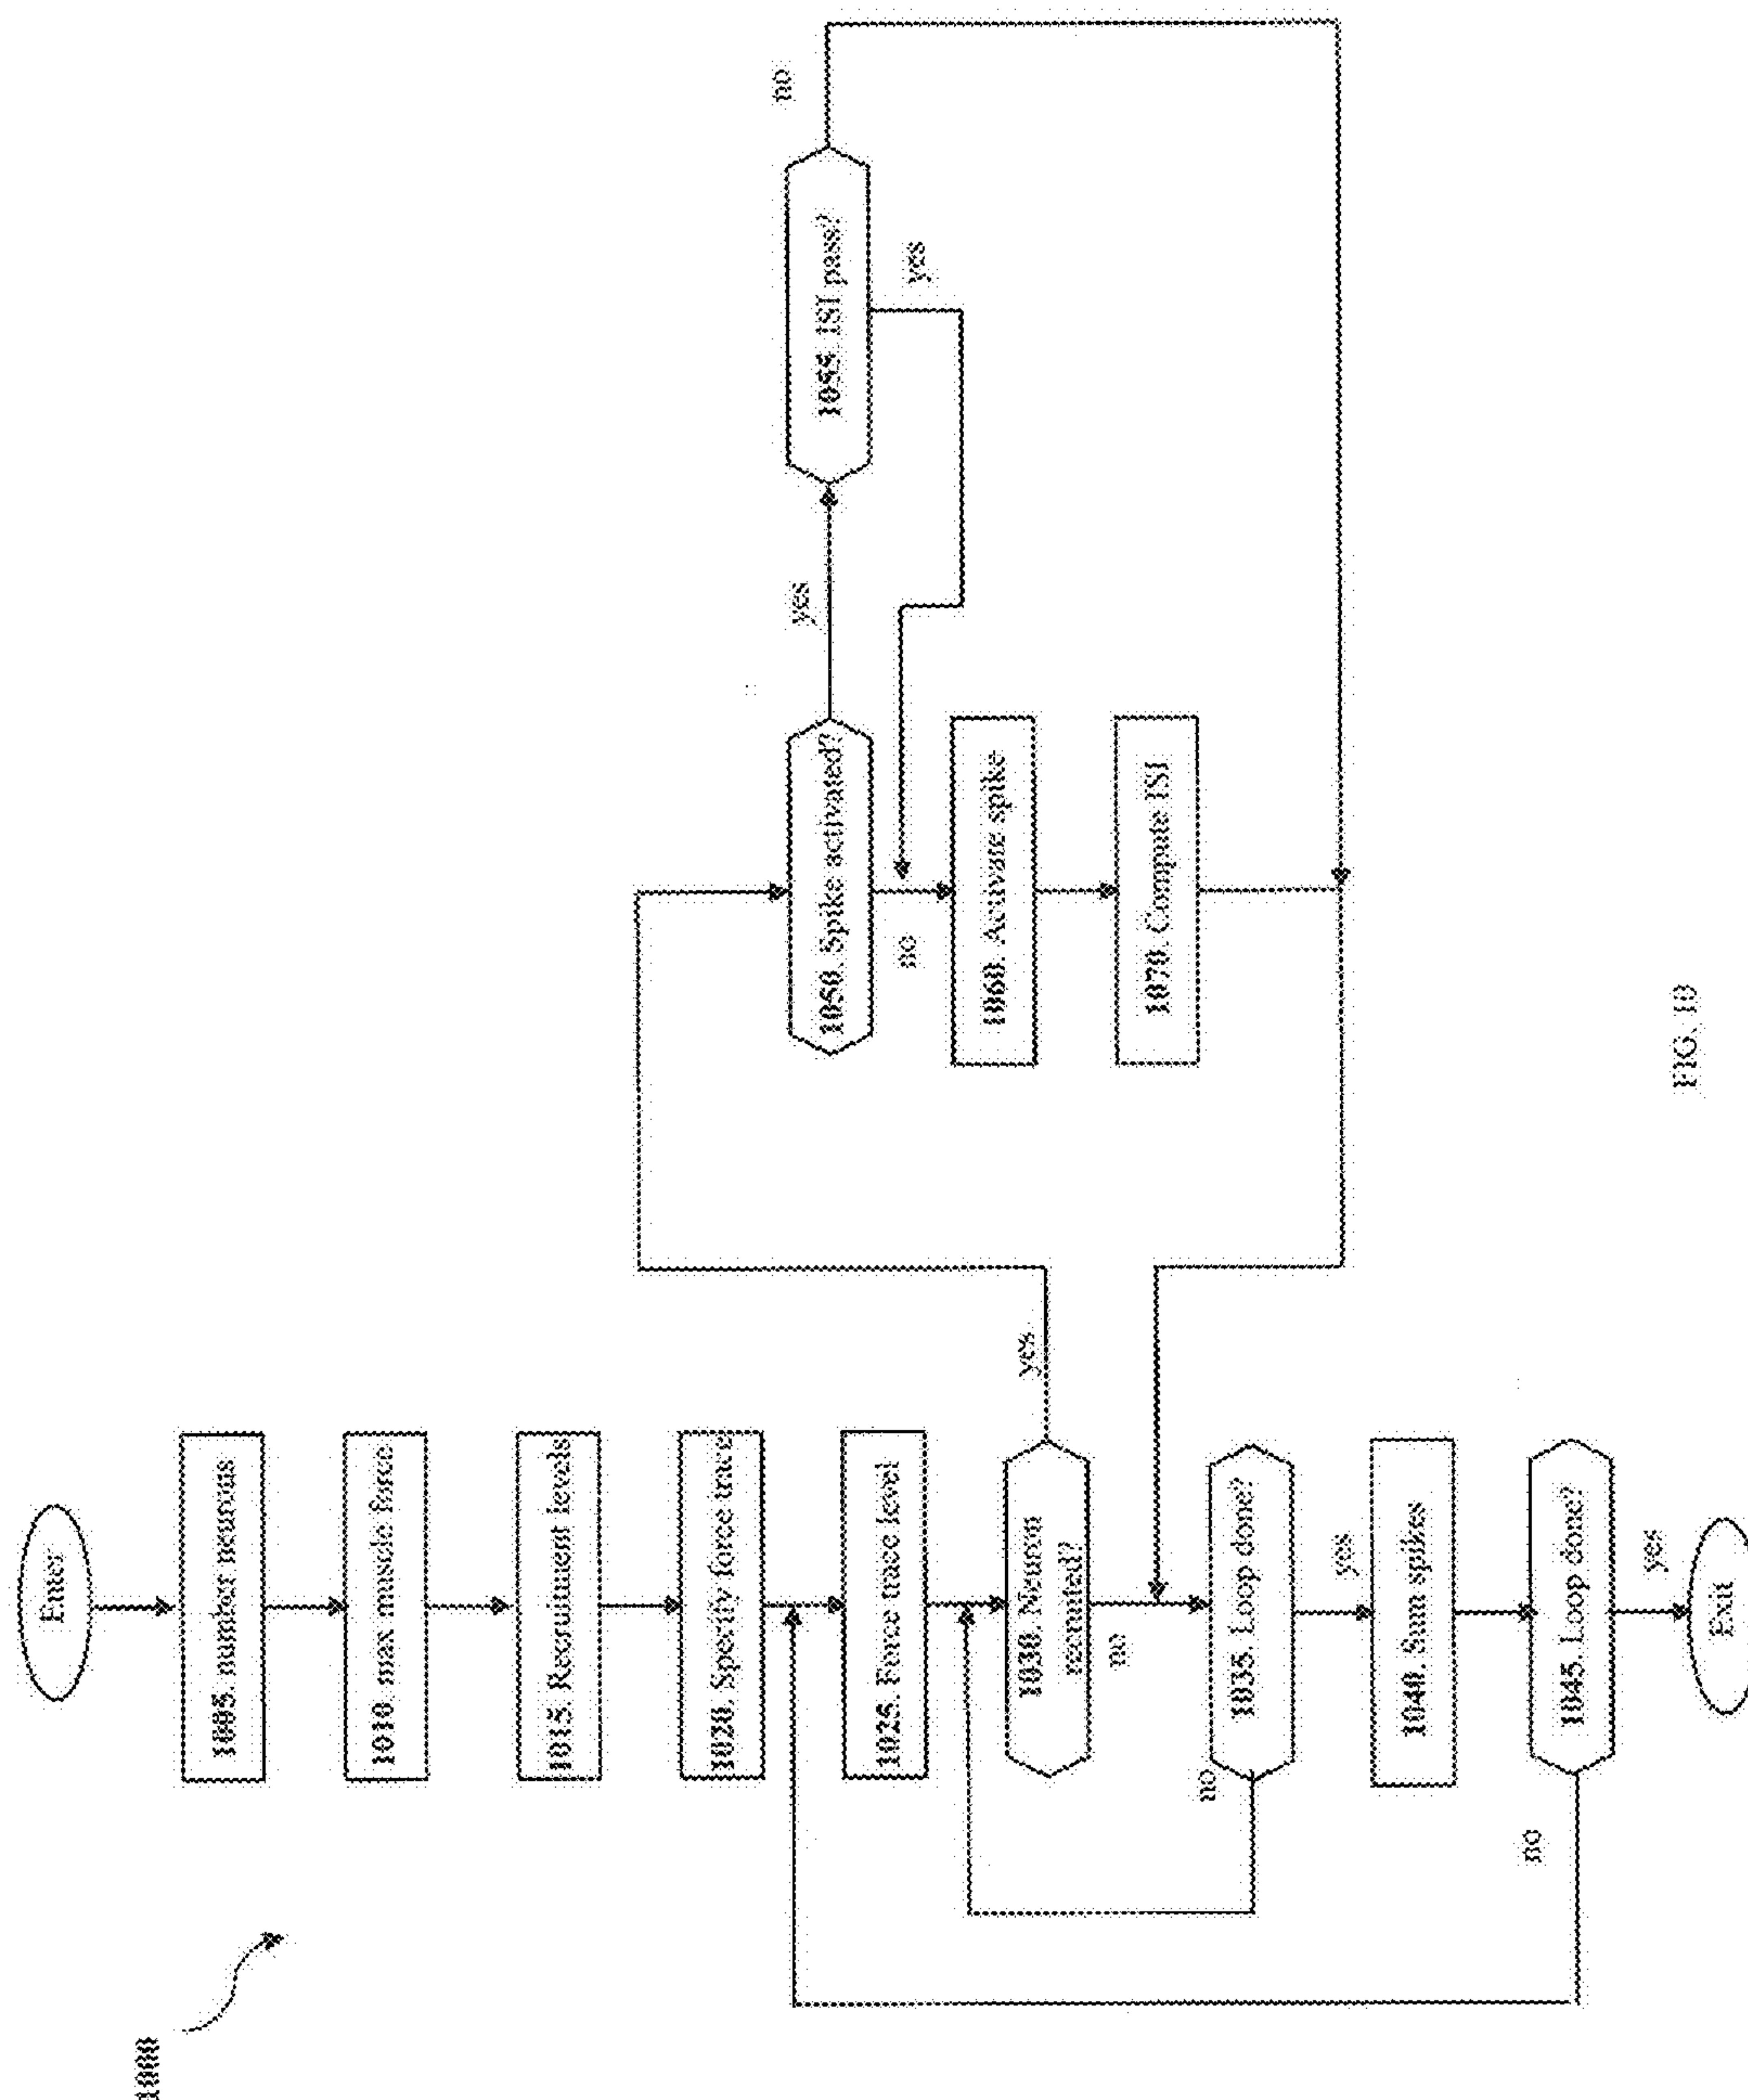 1000
Enter
1005. number neurons
1010. max muscle force
1015. Recruitment levels
1020. Specify force trace
1025. Force trace level
1030. Neuron
recruited?
yes
no
1035. Loop done?
no
yes
1040. Sum spikes
1045. Loop done?
no
yes
Exit
1050. Spike activated?
yes
no
1055. ISI pass?
no
yes
1060. Activate spike
1070. Compute ISI
FIG. 10